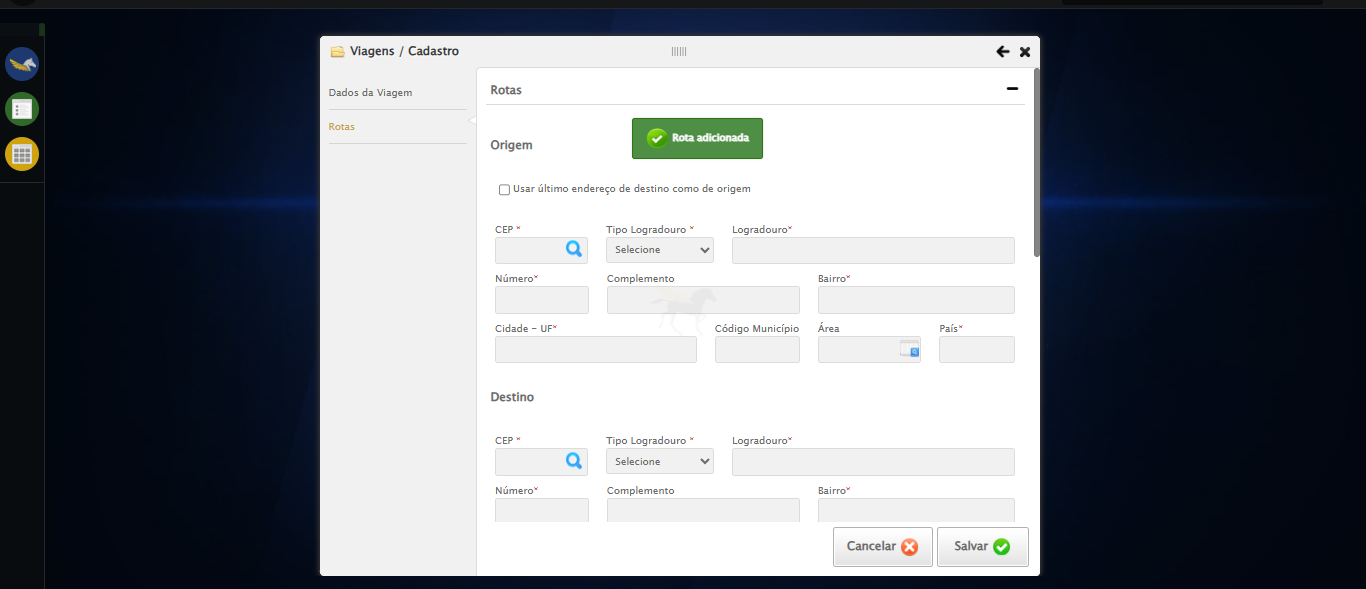 Viagens / Cadastro
Dados da Viagem
Rotas
Rotas
Rota adicionada
Origem
Usar último endereço de destino como de origem
CEP * Tipo Logradouro * Logradouro*
Selecione
Número* Complemento Bairro*
Cidade - UF* Código Município Área País*
Destino
CEP * Tipo Logradouro * Logradouro*
Selecione
Número* Complemento Bairro*
Cancelar Salvar